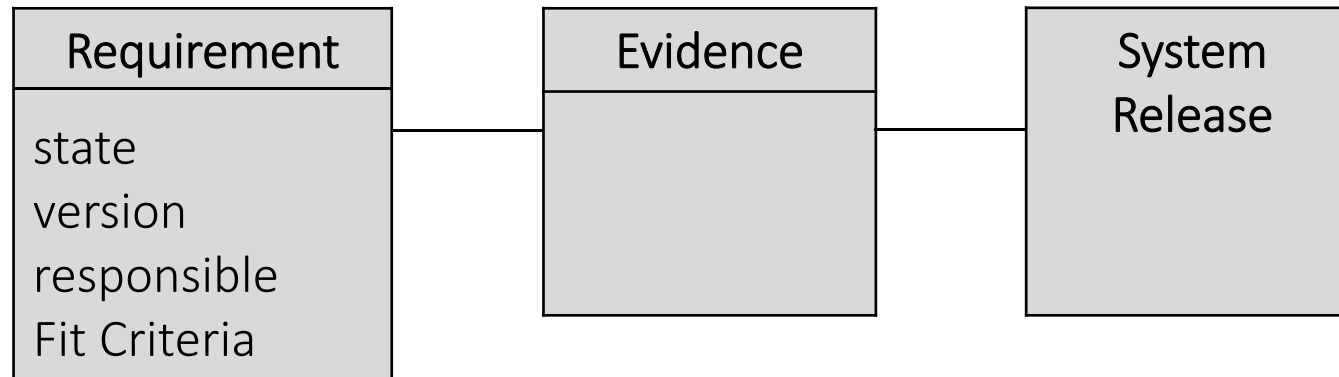 Requirement
state
version
responsible
Fit Criteria
Evidence
System
Release